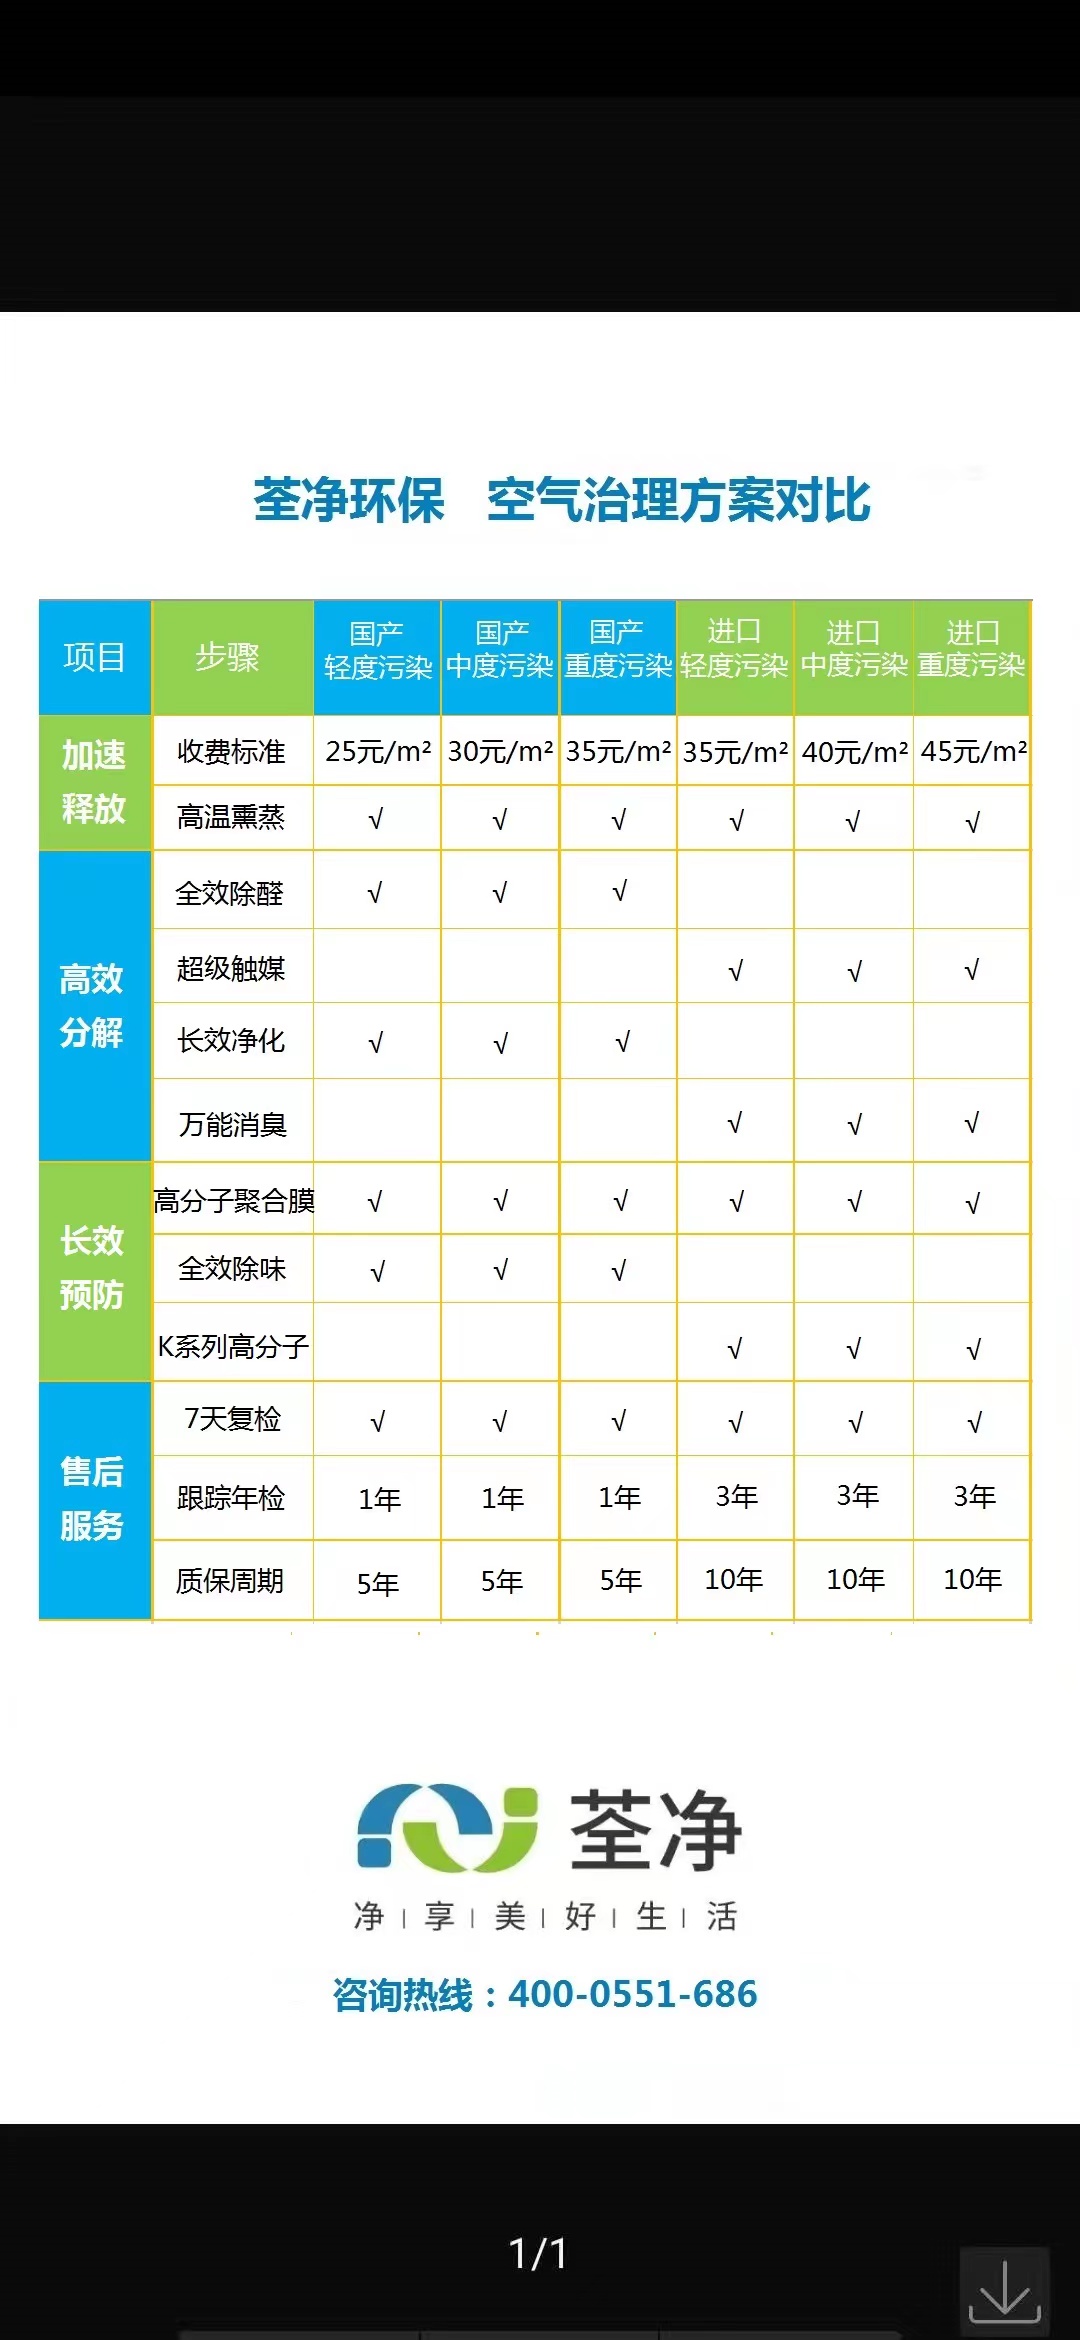 荃净环保 空气治理方案对比
项目 步骤 国产轻度污染 国产中度污染 国产重度污染 进口轻度污染 进口中度污染 进口重度污染
加速释放 收费标准 25元/m² 30元/m² 35元/m² 35元/m² 40元/m² 45元/m²
高温熏蒸 √ √ √ √ √ √
高效分解 全效除醛 √ √ √
超级触媒 √ √ √
长效净化 √ √ √
万能消臭 √ √ √
长效预防 高分子聚合膜 √ √ √ √ √ √
全效除味 √ √ √
K系列高分子 √ √ √
售后服务 7天复检 √ √ √ √ √ √
跟踪年检 1年 1年 1年 3年 3年 3年
质保周期 5年 5年 5年 10年 10年 10年
荃净
净|享|美|好|生|活
咨询热线：400-0551-686
1/1